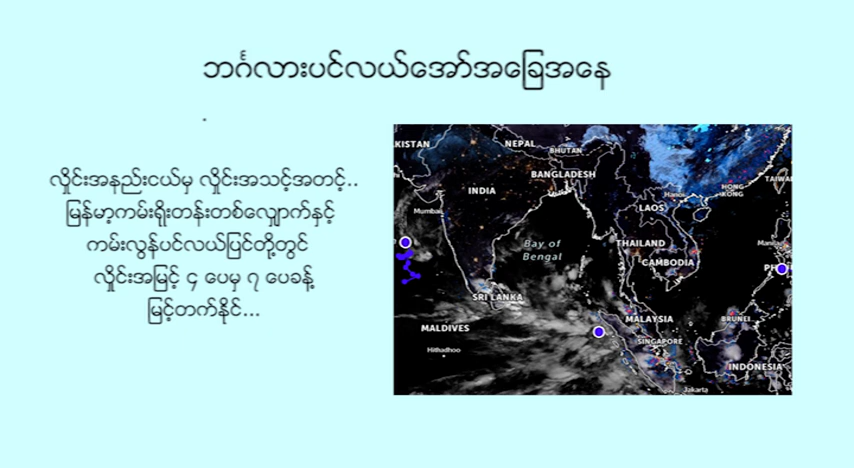 ဘင်္ဂလားပင်လယ်အော်အခြေအနေ
လှိုင်းအနည်းငယ်မှ လှိုင်းအသင့်အတင့်..
မြန်မာ့ကမ်းရိုးတန်းတစ်လျှောက်နှင့်
ကမ်းလွန်ပင်လယ်ပြင်တို့တွင်
လှိုင်းအမြင့် ၄ ပေမှ ၇ ပေခန့်
မြင့်တက်နိုင်...
KISTAN
NEPAL
BHUTAN
BANGLADESH
INDIA
HONG KONG
TAIWA
Hanoi
LAOS
Mumbai
Bay of
Bengal
THAILAND
Manila
CAMBODIA
PH
SRI LANKA
MALAYSIA
BRUNEI
MALDIVES
SINGAPORE
Hithadhoo
INDONESIA
Jakarta